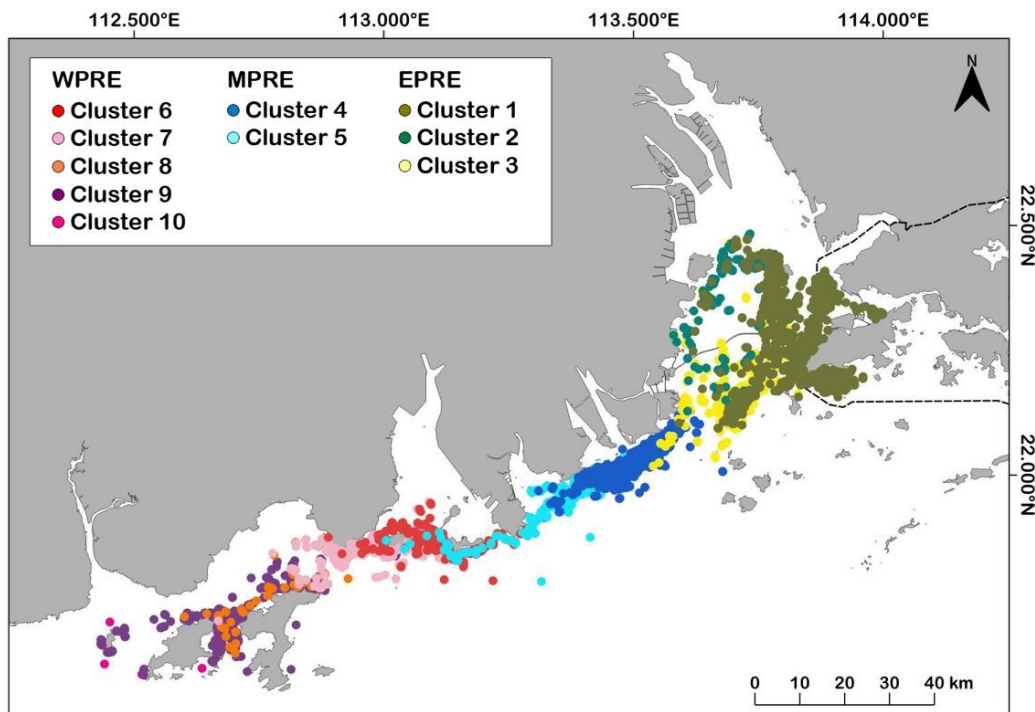 112.500°E 113.000°E 113.500°E 114.000°E
N
WPRE MPRE EPRE
Cluster 6 Cluster 4 Cluster 1
Cluster 7 Cluster 5 Cluster 2
Cluster 8 Cluster 3
Cluster 9
Cluster 10
22.500°N
22.000°N
0 10 20 30 40 km